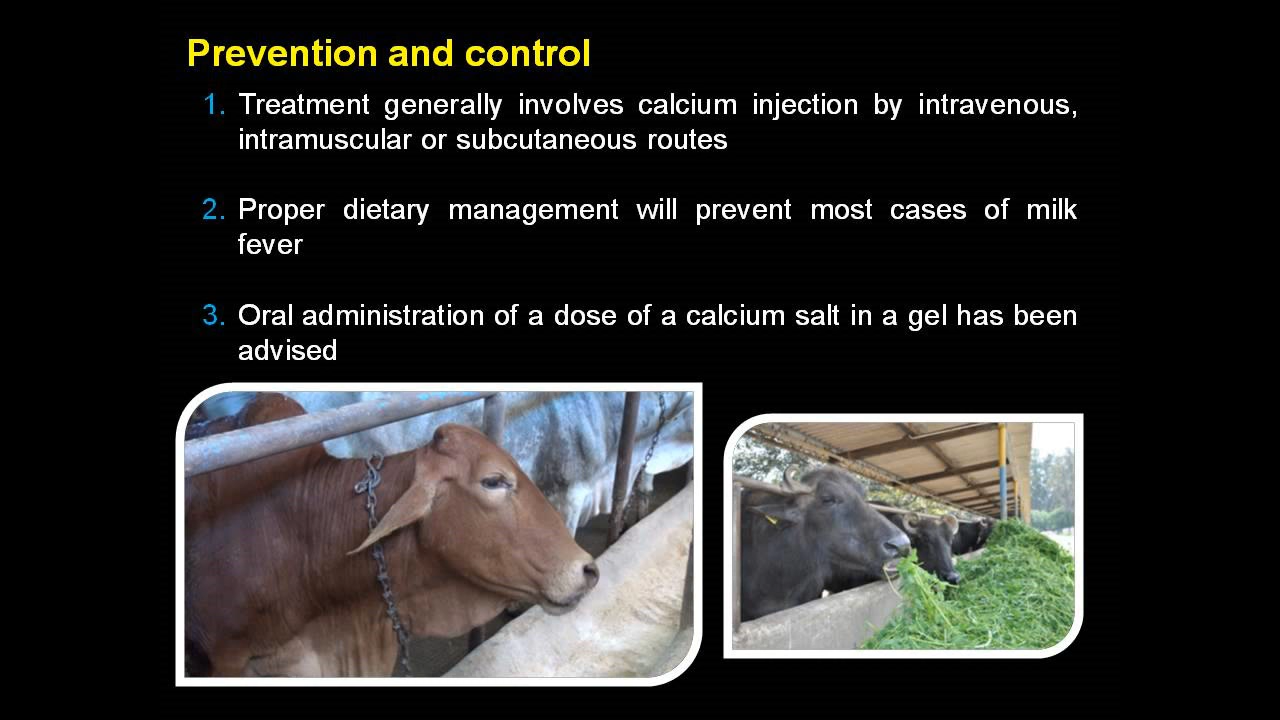 Prevention and control
1. Treatment generally involves calcium injection by intravenous,
intramuscular or subcutaneous routes
2. Proper dietary management will prevent most cases of milk
fever
3. Oral administration of a dose of a calcium salt in a gel has been
advised